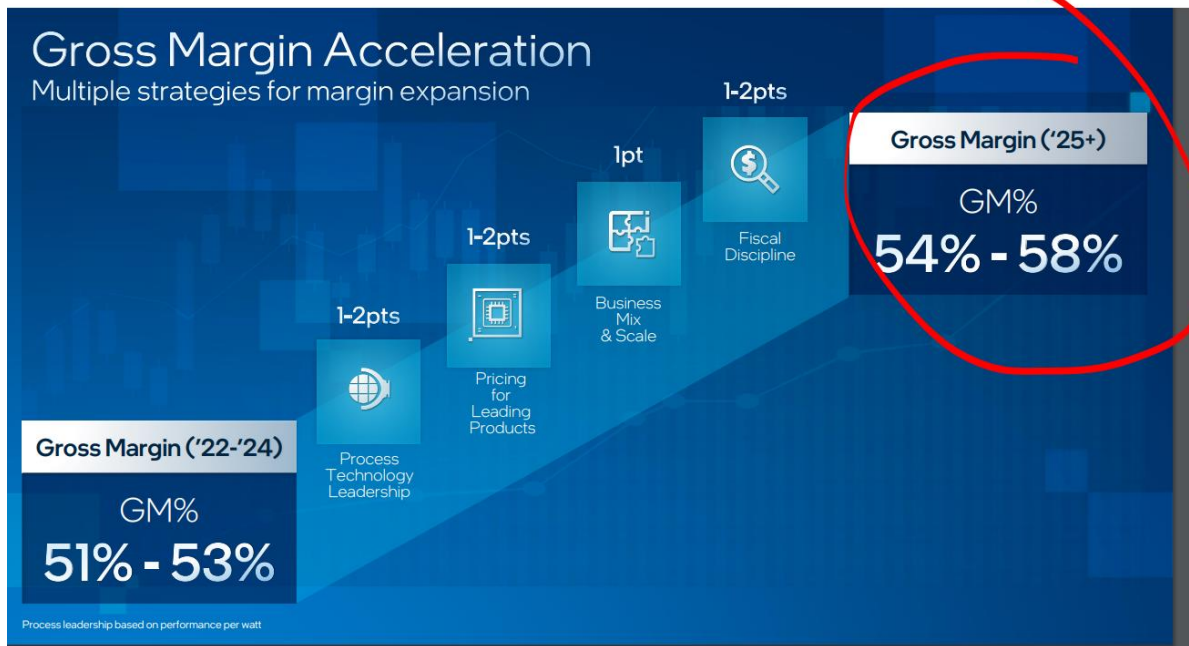 Gross Margin Acceleration
Multiple strategies for margin expansion
Gross Margin ('22-'24)
GM%
51% - 53%
1-2pts
Process
Technology
Leadership
1-2pts
Pricing
for
Leading
Products
1pt
Business
Mix
& Scale
1-2pts
Fiscal
Discipline
Gross Margin ('25+)
GM%
54% - 58%
Process leadership based on performance per watt